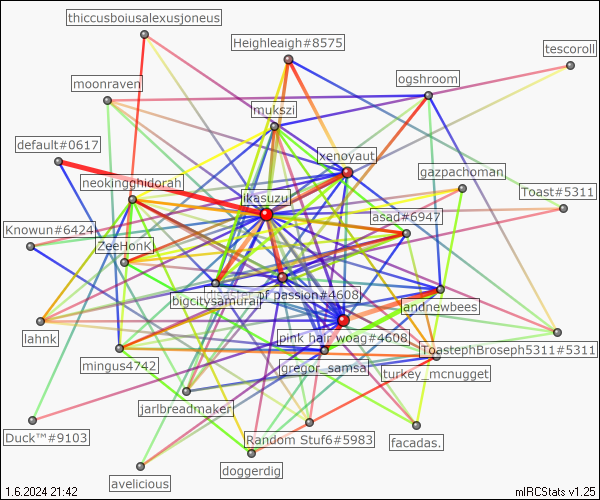 thiccusboiusalexusjoneus
Heighleaigh#8575
tescoroll
ogshroom
moonraven
mukszi
default#0617
xenoyaut
gazpachoman
neokingghidorah
likasuzu
Toast#5311
asad#6947
Knowun#6424
ZeeHonk
disaster of passion#4608
bigcitysamurai
andnewbees
lahnk
pink hair woag#4608
ToastephBroseph5311#5311
mingus4742
gregor_samsa
turkey_mcnugget
jarlbreadmaker
Duck™#9103
Random Stuf6#5983
facadas.
doggerdig
avelicious
1.6.2024 21:42
mIRCStats v1.25